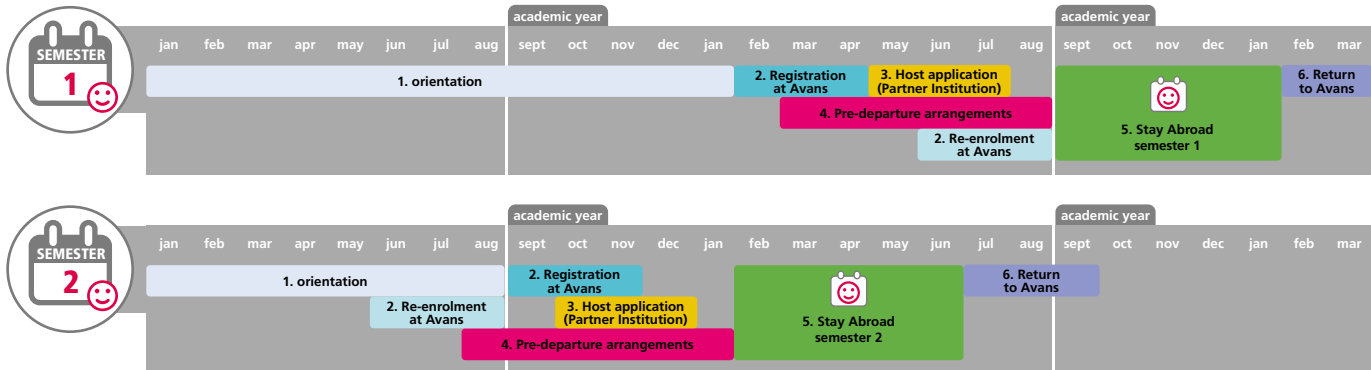 academic year academic year
SEMESTER
1
jan feb mar apr may jun jul aug sept oct nov dec jan feb mar apr may jun jul aug sept oct nov dec jan feb mar
1. orientation
2. Registration
at Avans
3. Host application
(Partner Institution)
4. Pre-departure arrangements
2. Re-enrolment
at Avans
5. Stay Abroad
semester 1
6. Return
to Avans
academic year academic year
SEMESTER
2
jan feb mar apr may jun jul aug sept oct nov dec jan feb mar apr may jun jul aug sept oct nov dec jan feb mar
1. orientation
2. Re-enrolment
at Avans
2. Registration
at Avans
3. Host application
(Partner Institution)
4. Pre-departure arrangements
5. Stay Abroad
semester 2
6. Return
to Avans